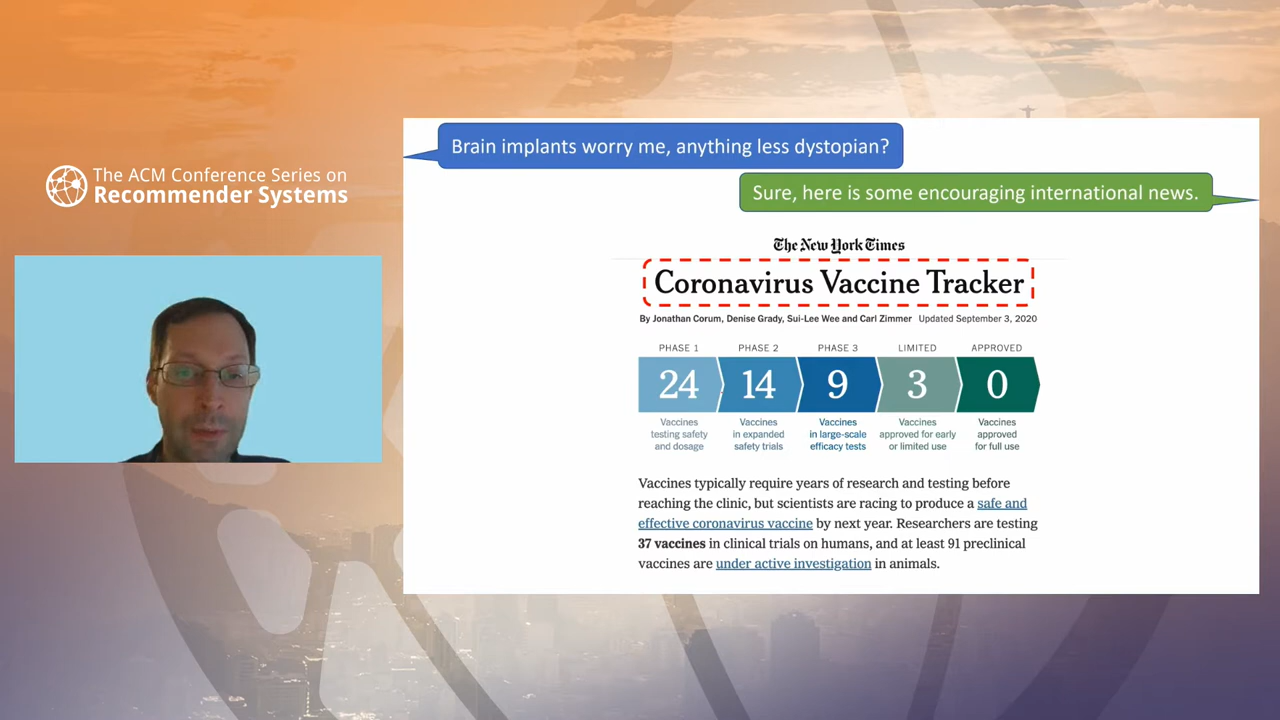 The ACM Conference Series on
Recommender Systems
Brain implants worry me, anything less dystopian?
Sure, here is some encouraging international news.
The New York Times
Coronavirus Vaccine Tracker
By Jonathan Corum, Denise Grady, Sui-Lee Wee and Carl Zimmer Updated September 3, 2020
PHASE 1 PHASE 2 PHASE 3 LIMITED APPROVED
24 14 9 3 0
Vaccines Vaccines Vaccines Vaccines Vaccines
testing safety in expanded in large-scale approved for early approved
and dosage safety trials efficacy tests or limited use for full use
Vaccines typically require years of research and testing before
reaching the clinic, but scientists are racing to produce a safe and
effective coronavirus vaccine by next year. Researchers are testing
37 vaccines in clinical trials on humans, and at least 91 preclinical
vaccines are under active investigation in animals.